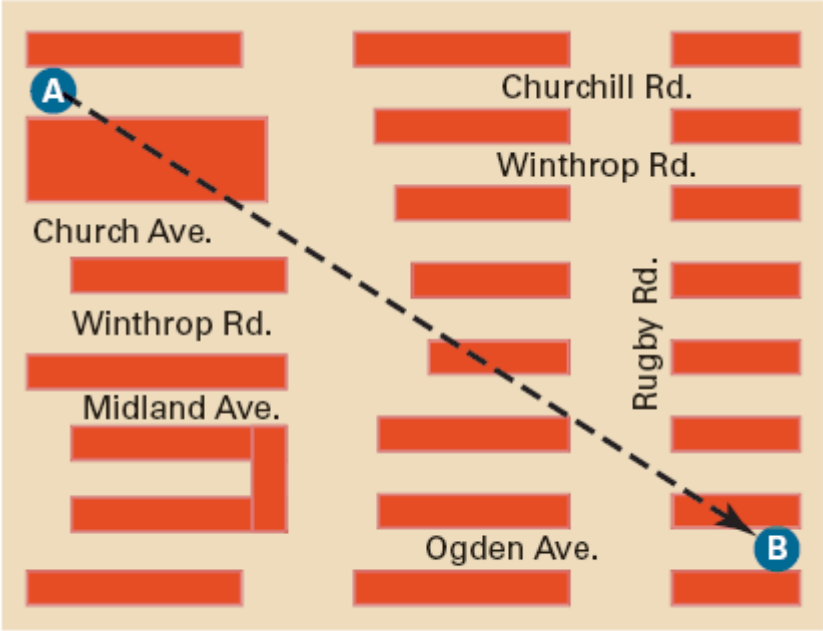 A
Churchill Rd.
Winthrop Rd.
Church Ave.
Winthrop Rd.
Rugby Rd.
Midland Ave.
Ogden Ave.
B